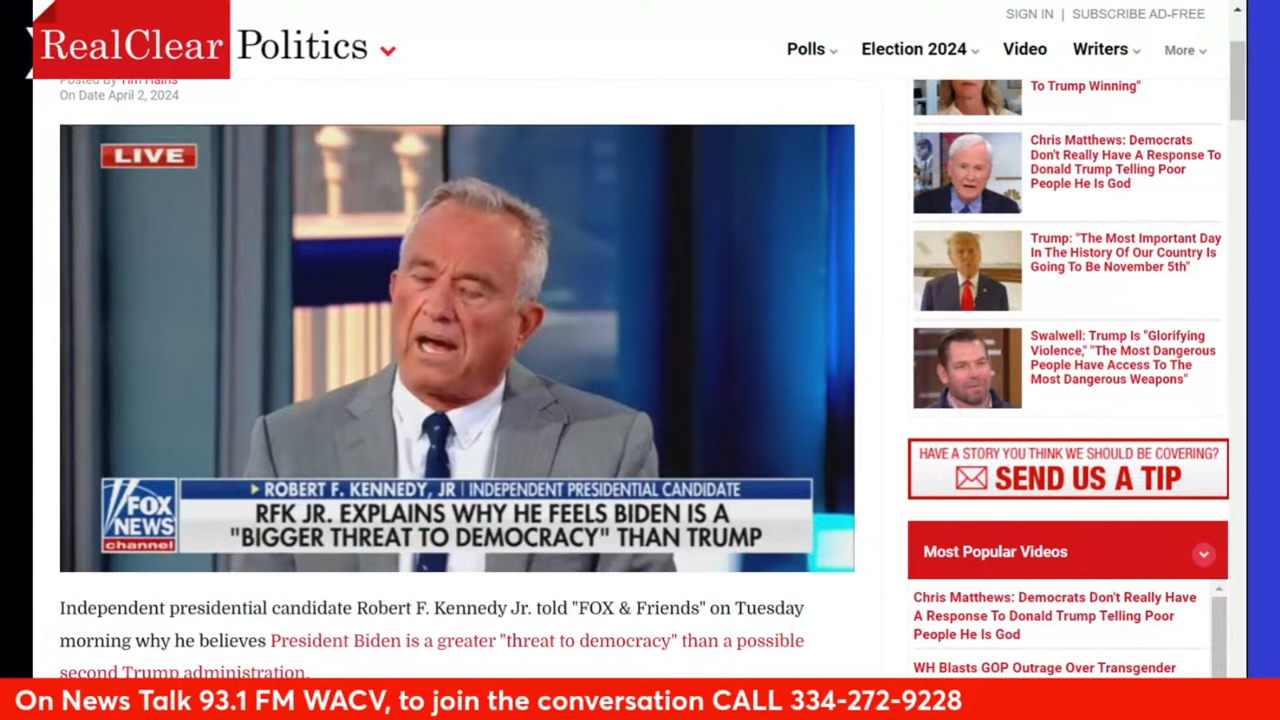 SIGN IN | SUBSCRIBE AD-FREE
RealClear Politics
Polls
Election 2024
Video
Writers
More
Posted By Tim Hains
On Date April 2, 2024
LIVE
FOX
NEWS
channel
ROBERT F. KENNEDY, JR | INDEPENDENT PRESIDENTIAL CANDIDATE
RFK JR. EXPLAINS WHY HE FEELS BIDEN IS A
"BIGGER THREAT TO DEMOCRACY" THAN TRUMP
Independent presidential candidate Robert F. Kennedy Jr. told "FOX & Friends" on Tuesday
morning why he believes President Biden is a greater "threat to democracy" than a possible
second Trump administration.
To Trump Winning"
Chris Matthews: Democrats
Don't Really Have A Response To
Donald Trump Telling Poor
People He Is God
Trump: "The Most Important Day
In The History Of Our Country Is
Going To Be November 5th"
Swalwell: Trump Is "Glorifying
Violence," "The Most Dangerous
People Have Access To The
Most Dangerous Weapons"
HAVE A STORY YOU THINK WE SHOULD BE COVERING?
SEND US A TIP
Most Popular Videos
Chris Matthews: Democrats Don't Really Have
A Response To Donald Trump Telling Poor
People He Is God
WH Blasts GOP Outrage Over Transgender
On News Talk 93.1 FM WACV, to join the conversation CALL 334-272-9228